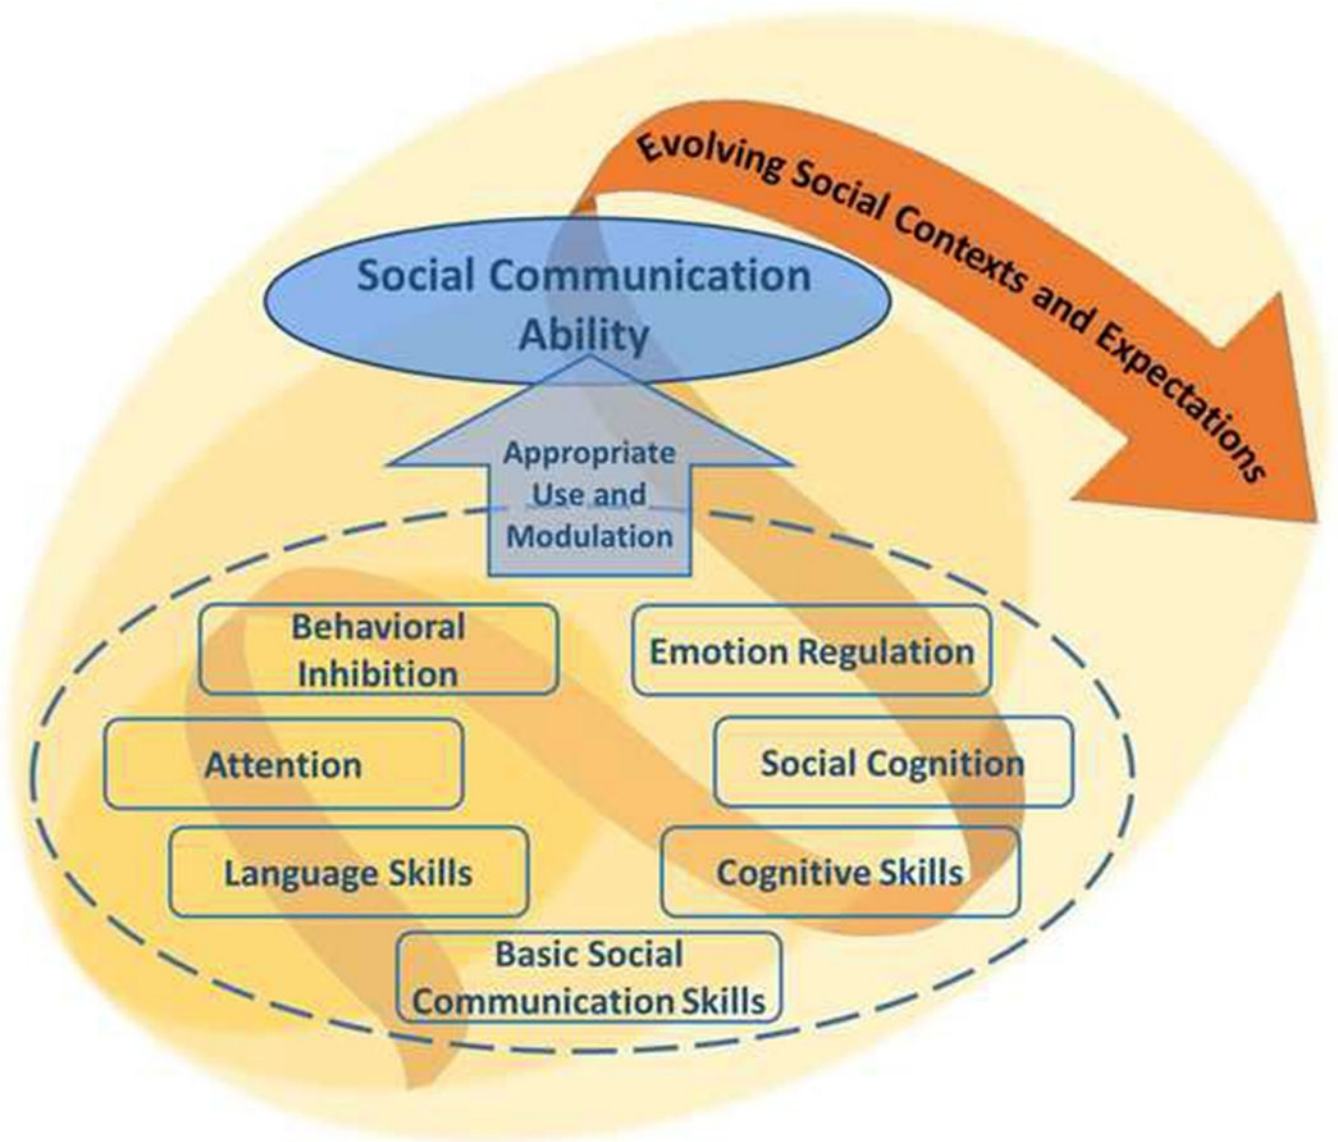 Evolving Social Contexts and Expectations
Social Communication
Ability
Appropriate
Use and
Modulation
Behavioral
Inhibition
Emotion Regulation
Attention
Social Cognition
Language Skills
Cognitive Skills
Basic Social
Communication Skills